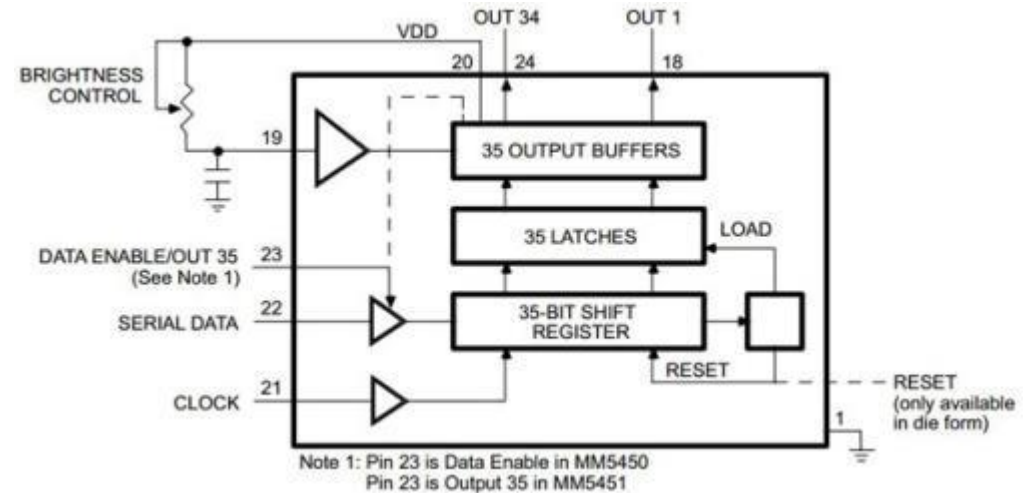 OUT 34
OUT 1
VDD
20
24
18
BRIGHTNESS
CONTROL
19
35 OUTPUT BUFFERS
35 LATCHES
LOAD
DATA ENABLE/OUT 35
(See Note 1)
23
SERIAL DATA
22
35-BIT SHIFT
REGISTER
RESET
CLOCK
21
RESET
(only available
in die form)
1
Note 1: Pin 23 is Data Enable in MM5450
Pin 23 is Output 35 in MM5451